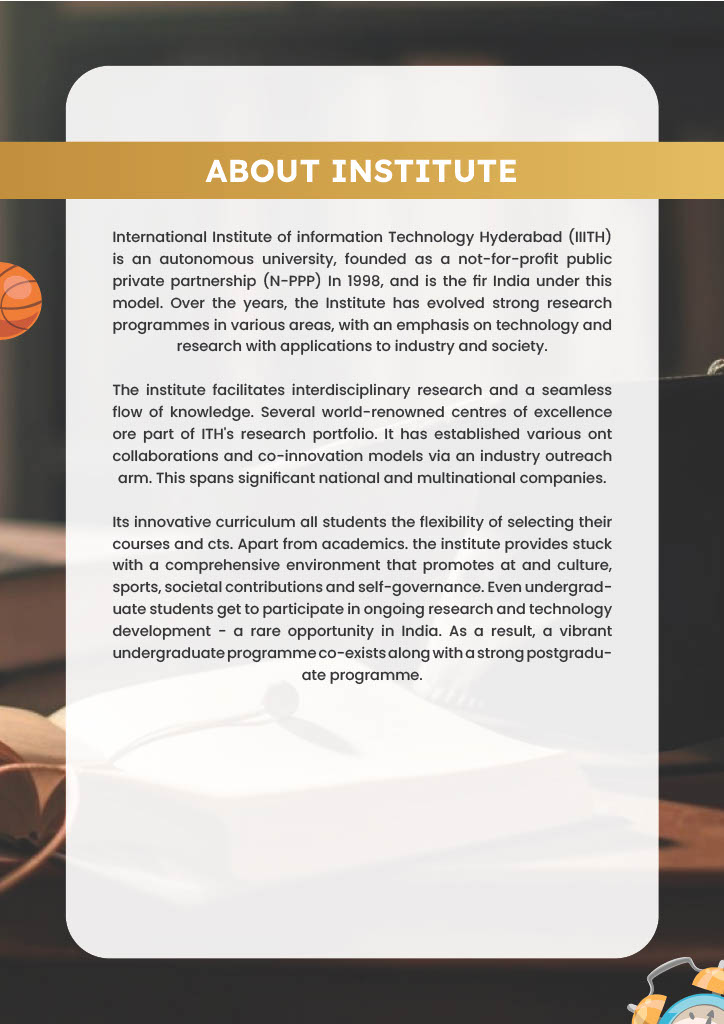 ABOUT INSTITUTE
International Institute of information Technology Hyderabad (IIITH)
is an autonomous university, founded as a not-for-profit public
private partnership (N-PPP) In 1998, and is the fir India under this
model. Over the years, the Institute has evolved strong research
programmes in various areas, with an emphasis on technology and
research with applications to industry and society.
The institute facilitates interdisciplinary research and a seamless
flow of knowledge. Several world-renowned centres of excellence
ore part of ITH's research portfolio. It has established various ont
collaborations and co-innovation models via an industry outreach
arm. This spans significant national and multinational companies.
Its innovative curriculum all students the flexibility of selecting their
courses and cts. Apart from academics. the institute provides stuck
with a comprehensive environment that promotes at and culture,
sports, societal contributions and self-governance. Even undergrad-
uate students get to participate in ongoing research and technology
development - a rare opportunity in India. As a result, a vibrant
undergraduate programme co-exists along with a strong postgradu-
ate programme.